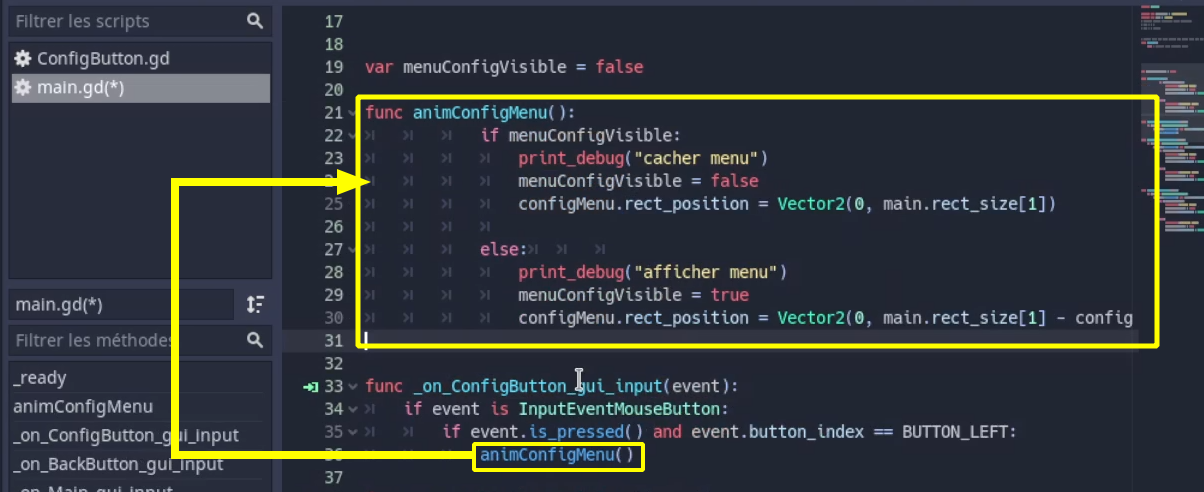 Filtrer les scripts
ConfigButton.gd
main.gd(*)
main.gd(*)
Filtrer les méthodes
_ready
animConfigMenu
_on_ConfigButton_gui_input
_on_BackButton_gui_input
_on_Main_gui_input
17
18
19 var menuConfigVisible = false
20
21 func animConfigMenu():
22 if menuConfigVisible:
23 print_debug("cacher menu")
menuConfigVisible = false
25 configMenu.rect_position = Vector2(0, main.rect_size[1])
26
27 else:
28 print_debug("afficher menu")
29 menuConfigVisible = true
30 configMenu.rect_position = Vector2(0, main.rect_size[1] - config
31
32
33 func _on_ConfigButton_gui_input(event):
34 if event is InputEventMouseButton:
35 if event.is_pressed() and event.button_index == BUTTON_LEFT:
animConfigMenu()
37